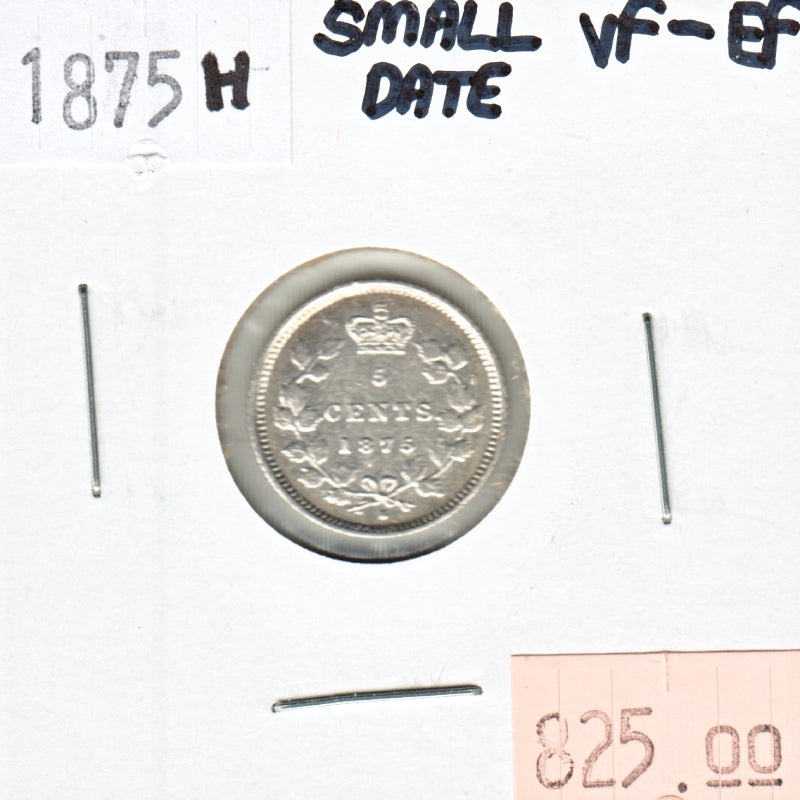 1875 H
SMALL DATE
VF-EF
5
CENTS
1875
825.00